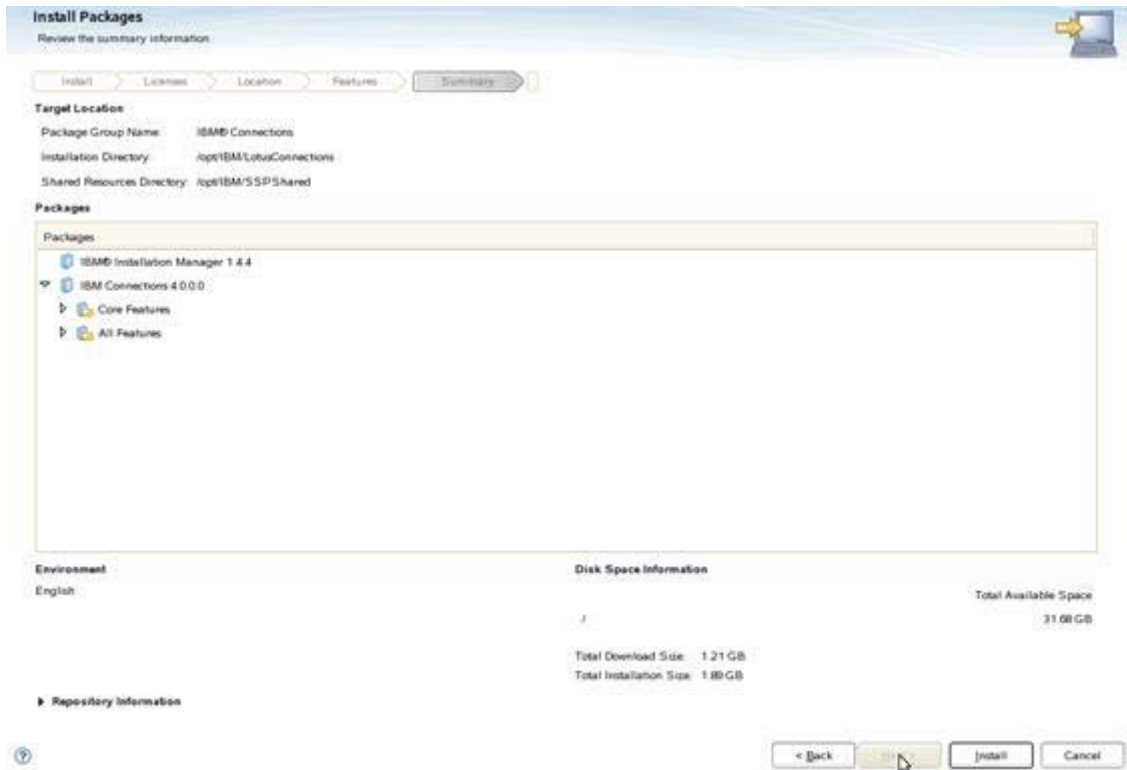 Install Packages
Review the summary information.
Install Licenses Location Features Summary
Target Location
Package Group Name: IBM® Connections
Installation Directory: /opt/IBM/LotusConnections
Shared Resources Directory: /opt/IBM/SSPShared
Packages
Packages
IBM® Installation Manager 1.4.4
IBM Connections 4.0.0.0
Core Features
All Features
Environment
English
Disk Space Information
Total Available Space
/ 31.68 GB
Total Download Size: 1.21 GB
Total Installation Size: 1.89 GB
Repository Information
< Back Install Cancel